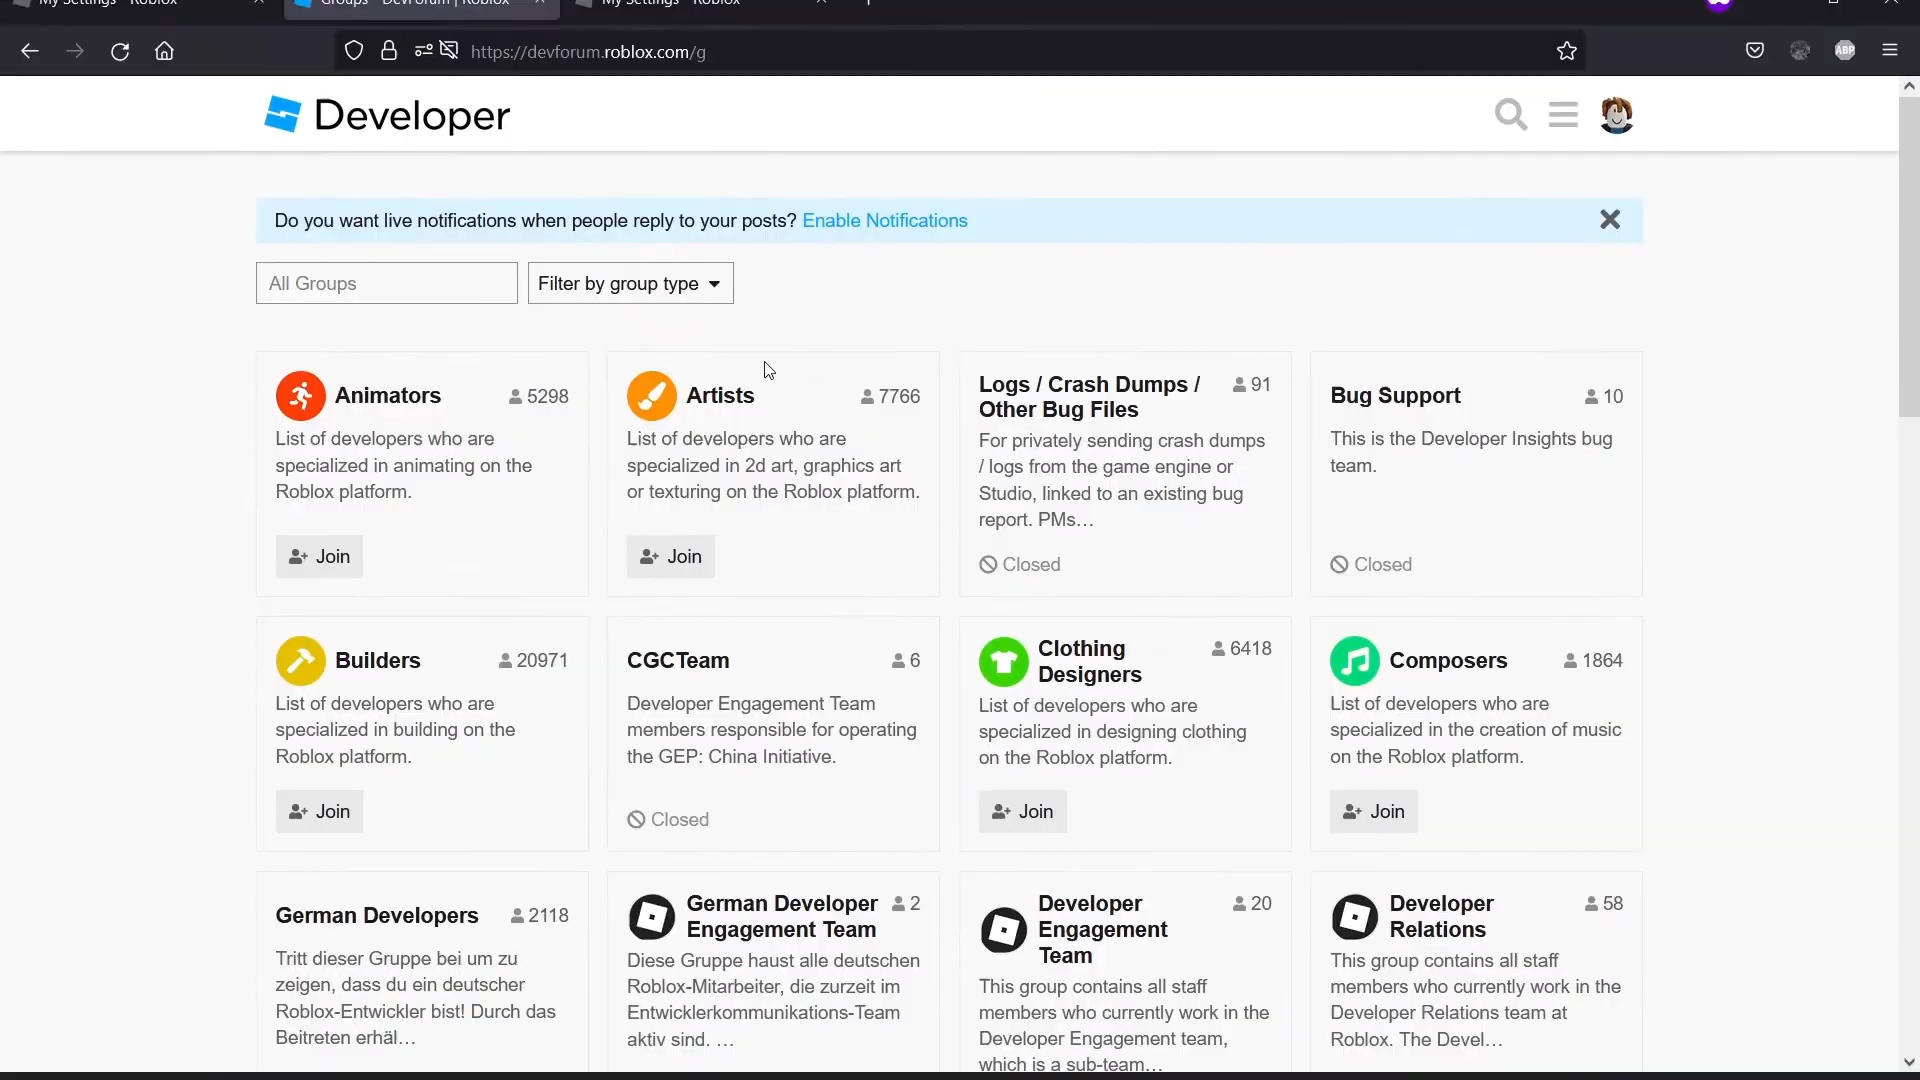 My Settings - Roblox
Groups - DevForum | Roblox
My Settings - Roblox
https://devforum.roblox.com/g
ABP
Developer
Do you want live notifications when people reply to your posts? Enable Notifications
All Groups
Filter by group type
Animators 5298
List of developers who are
specialized in animating on the
Roblox platform.
Join
Artists 7766
List of developers who are
specialized in 2d art, graphics art
or texturing on the Roblox platform.
Join
Logs / Crash Dumps / 91
Other Bug Files
For privately sending crash dumps
/ logs from the game engine or
Studio, linked to an existing bug
report. PMs…
Closed
Bug Support 10
This is the Developer Insights bug
team.
Closed
Builders 20971
List of developers who are
specialized in building on the
Roblox platform.
Join
CGCTeam 6
Developer Engagement Team
members responsible for operating
the GEP: China Initiative.
Closed
Clothing 6418
Designers
List of developers who are
specialized in designing clothing
on the Roblox platform.
Join
Composers 1864
List of developers who are
specialized in the creation of music
on the Roblox platform.
Join
German Developers 2118
Tritt dieser Gruppe bei um zu
zeigen, dass du ein deutscher
Roblox-Entwickler bist! Durch das
Beitreten erhäl…
German Developer 2
Engagement Team
Diese Gruppe haust alle deutschen
Roblox-Mitarbeiter, die zurzeit im
Entwicklerkommunikations-Team
aktiv sind. …
Developer 20
Engagement
Team
This group contains all staff
members who currently work in the
Developer Engagement team,
which is a sub-team…
Developer 58
Relations
This group contains all staff
members who currently work in the
Developer Relations team at
Roblox. The Devel…